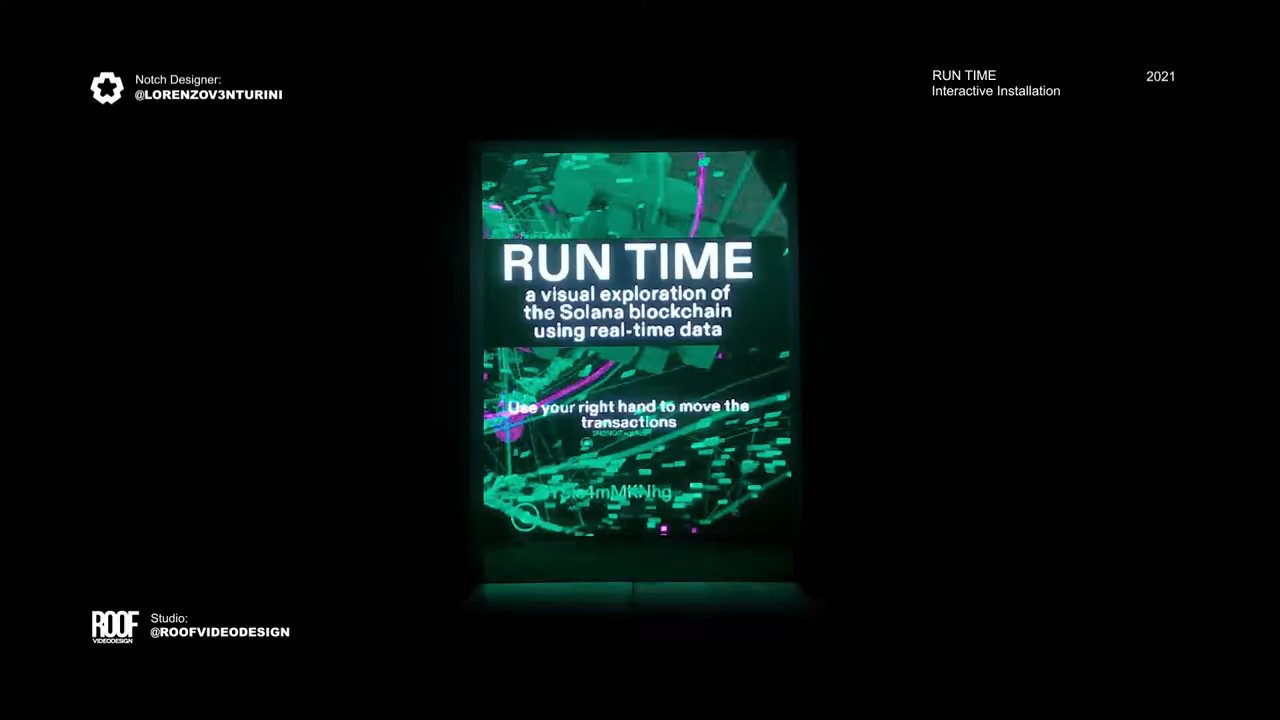 Notch Designer:
@LORENZOV3NTURINI
RUN TIME
Interactive Installation
2021
RUN TIME
a visual exploration of
the Solana blockchain
using real-time data
Use your right hand to move the
transactions
ROOF
VIDEODESIGN
Studio:
@ROOFVIDEODESIGN